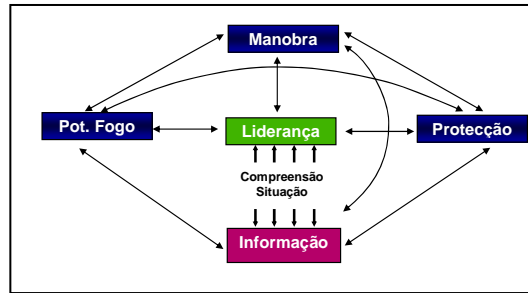 Manobra
Pot. Fogo
Liderança
Protecção
Compreensão
Situação
Informação